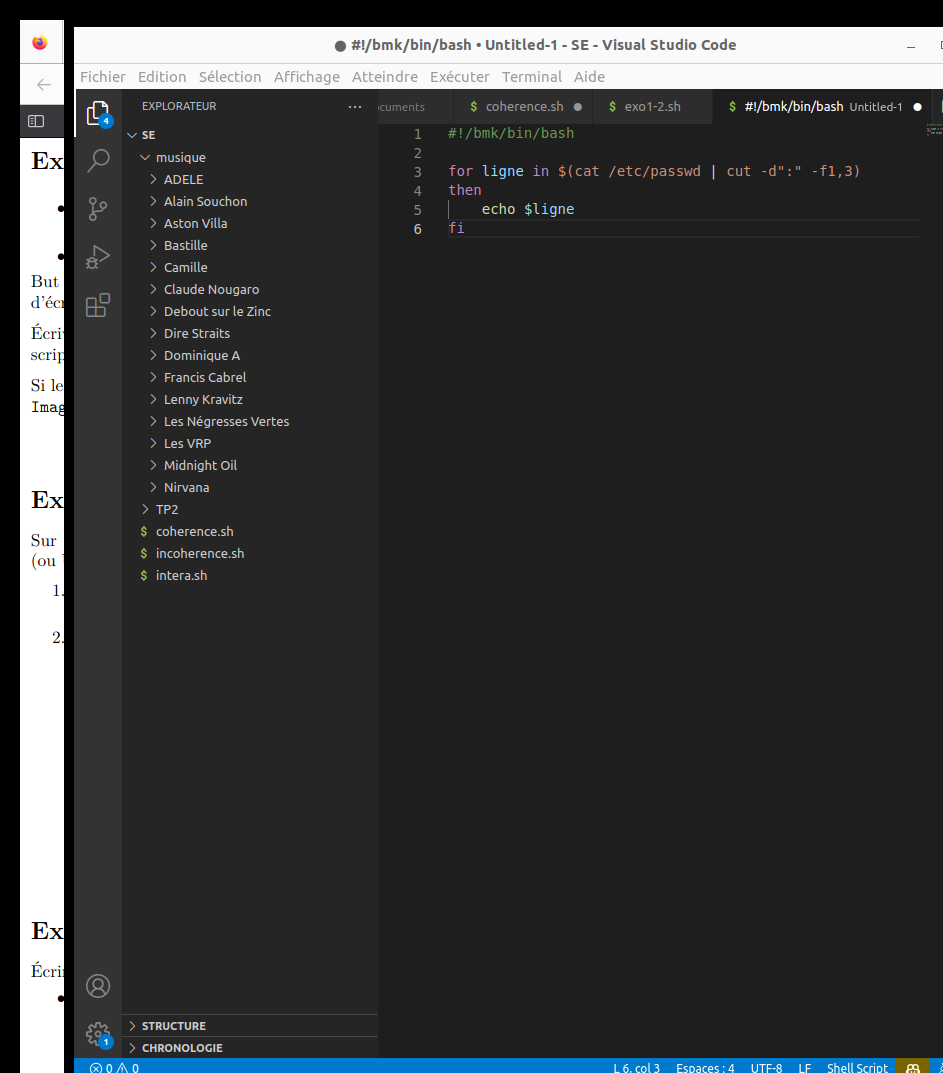 #!/bmk/bin/bash • Untitled-1 - SE - Visual Studio Code
Fichier Edition Sélection Affichage Atteindre Exécuter Terminal Aide
EXPLORATEUR
coherence.sh
exo1-2.sh
#!/bmk/bin/bash Untitled-1
4
SE
musique
ADELE
Alain Souchon
Aston Villa
Bastille
Camille
Claude Nougaro
Debout sur le Zinc
Dire Straits
Dominique A
Francis Cabrel
Lenny Kravitz
Les Négresses Vertes
Les VRP
Midnight Oil
Nirvana
TP2
$ coherence.sh
$ incoherence.sh
$ intera.sh
STRUCTURE
CHRONOLOGIE
1 #!/bmk/bin/bash
2
3 for ligne in $(cat /etc/passwd | cut -d":" -f1,3)
4 then
5 echo $ligne
6 fi
Ex
But
d'écr
Écriv
scrip
Si le
Imag
Ex
Sur
(ou
1.
2.
Ex
Écri
1
0 0
L 6, col 3 Espaces : 4 UTF-8 LF Shell Script